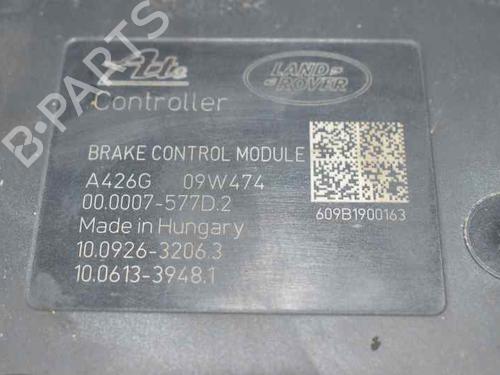 Ate
LAND
ROVER
Controller
BRAKE CONTROL MODULE
A426G 09W474
00.0007-577D.2
Made in Hungary
10.0926-3206.3
10.0613-3948.1
609B1900163
B-PARTS